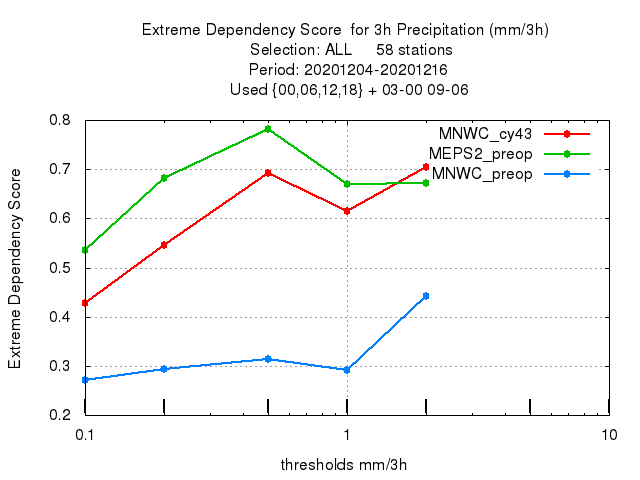 Extreme Dependency Score  for 3h Precipitation (mm/3h)
Selection: ALL     58 stations
Period: 20201204-20201216
Used {00,06,12,18} + 03-00 09-06
MNWC_cy43
MEPS2_preop
MNWC_preop
Extreme Dependency Score
0.8
0.7
0.6
0.5
0.4
0.3
0.2
0.1
1
10
thresholds mm/3h